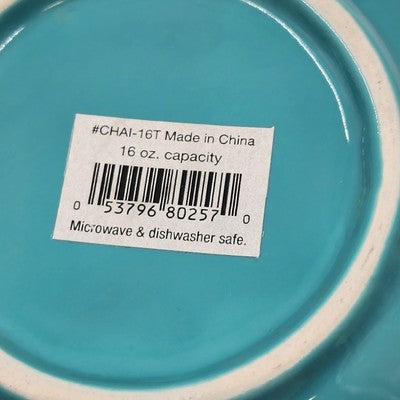 #CHAI-16T Made in China
16 oz. capacity
0 53796 80257 0
Microwave & dishwasher safe.